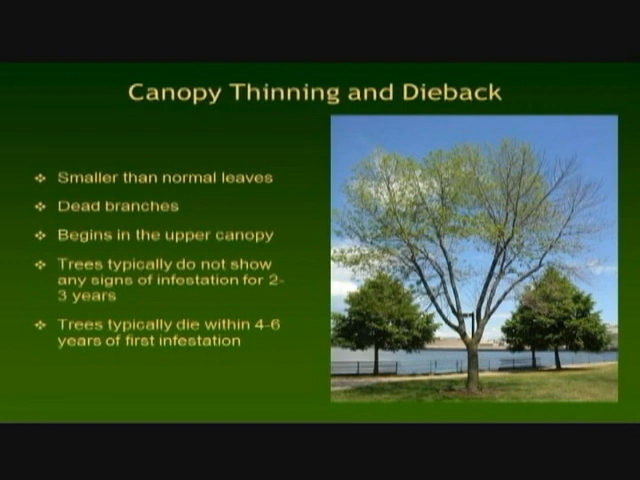 Canopy Thinning and Dieback
Smaller than normal leaves
Dead branches
Begins in the upper canopy
Trees typically do not show
any signs of infestation for 2-
3 years
Trees typically die within 4-6
years of first infestation